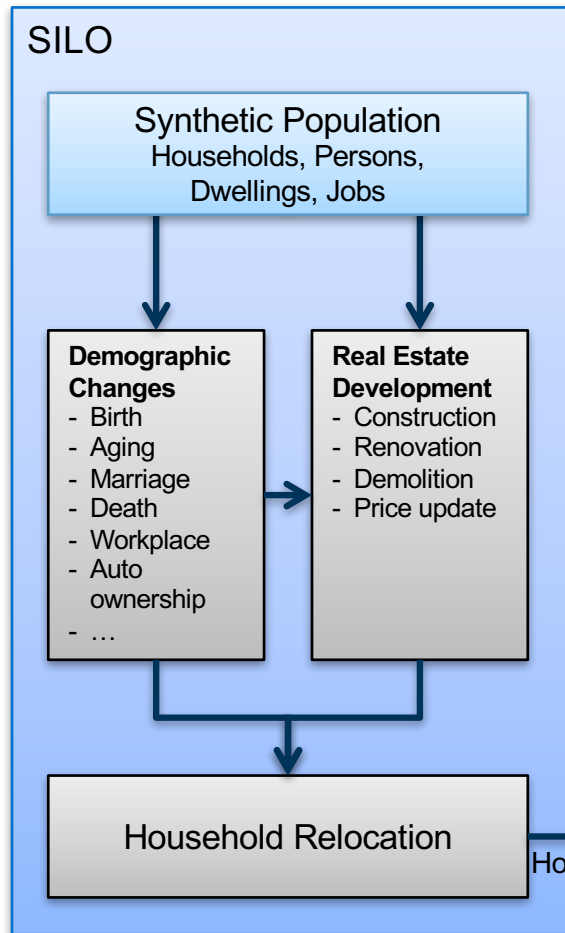 SILO
Synthetic Population
Households, Persons,
Dwellings, Jobs
Demographic
Changes
- Birth
- Aging
- Marriage
- Death
- Workplace
- Auto
ownership
- …
Real Estate
Development
- Construction
- Renovation
- Demolition
- Price update
Household Relocation